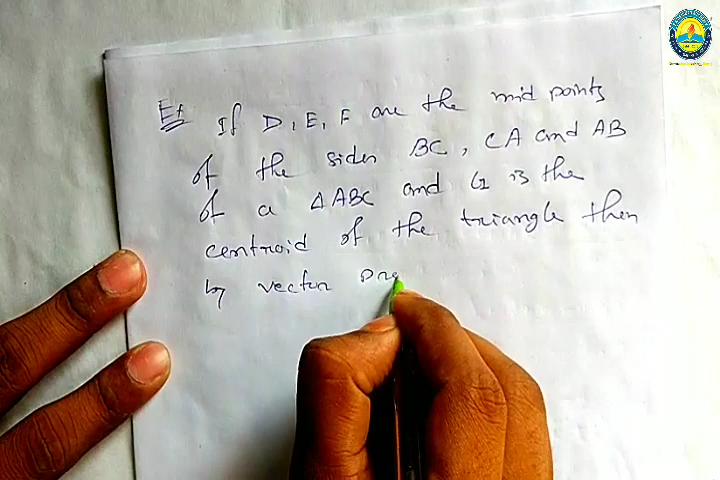 Ex If D, E, F are the mid points
of the sides BC, CA and AB
of a ΔABC and G is the
centroid of the triangle then
by vector pro